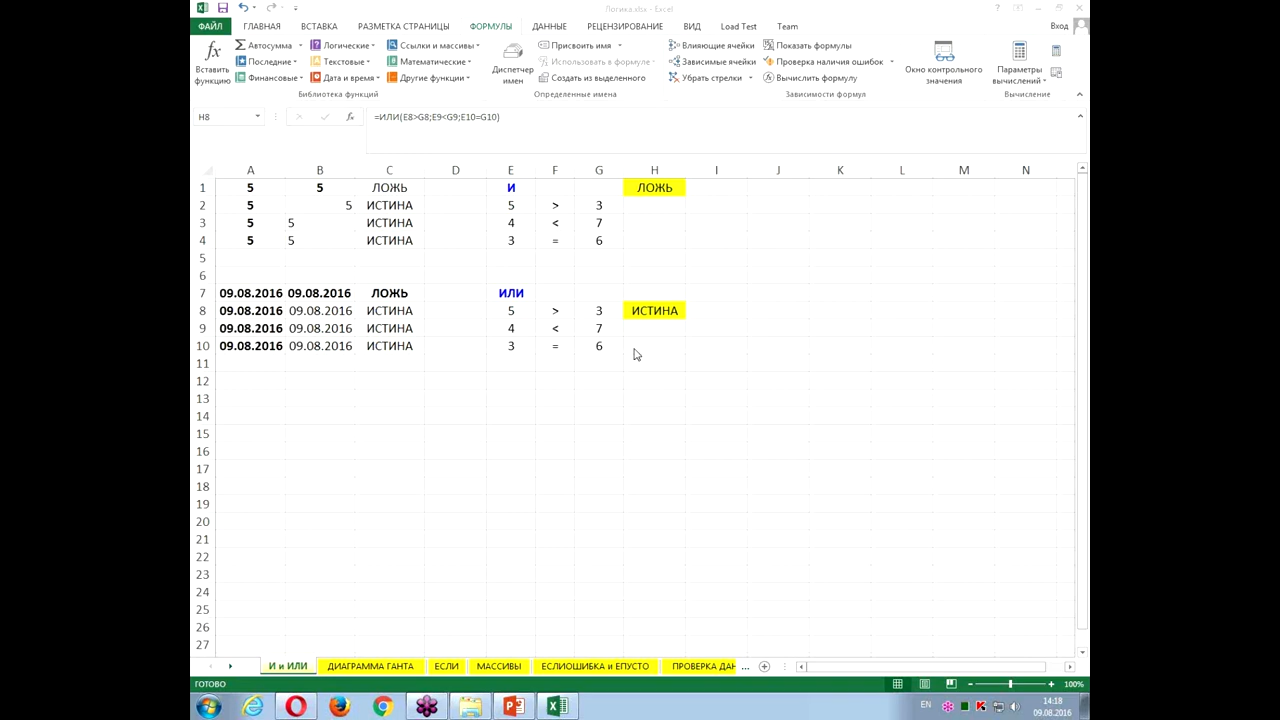 Логика.xlsx - Excel
Вход
ФАЙЛ ГЛАВНАЯ ВСТАВКА РАЗМЕТКА СТРАНИЦЫ ФОРМУЛЫ ДАННЫЕ РЕЦЕНЗИРОВАНИЕ ВИД Load Test Team
Вставить функцию
Автосумма
Последние
Финансовые
Логические
Текстовые
Дата и время
Ссылки и массивы
Математические
Другие функции
Библиотека функций
Диспетчер имен
Присвоить имя
Использовать в формуле
Создать из выделенного
Определенные имена
Влияющие ячейки
Зависимые ячейки
Убрать стрелки
Показать формулы
Проверка наличия ошибок
Вычислить формулу
Зависимости формул
Окно контрольного значения
Параметры вычислений
Вычисление
H8 fx =ИЛИ(E8>G8;E9<G9;E10=G10)
A B C D E F G H I J K L M N
1 5 5 ЛОЖЬ И ЛОЖЬ
2 5 5 ИСТИНА 5 > 3
3 5 5 ИСТИНА 4 < 7
4 5 5 ИСТИНА 3 = 6
5
6
7 09.08.2016 09.08.2016 ЛОЖЬ ИЛИ
8 09.08.2016 09.08.2016 ИСТИНА 5 > 3 ИСТИНА
9 09.08.2016 09.08.2016 ИСТИНА 4 < 7
10 09.08.2016 09.08.2016 ИСТИНА 3 = 6
11
12
13
14
15
16
17
18
19
20
21
22
23
24
25
26
27
И и ИЛИ ДИАГРАММА ГАНТА ЕСЛИ МАССИВЫ ЕСЛИОШИБКА и ЕПУСТО ПРОВЕРКА ДАН ...
ГОТОВО 100%
EN 14:18
09.08.2016